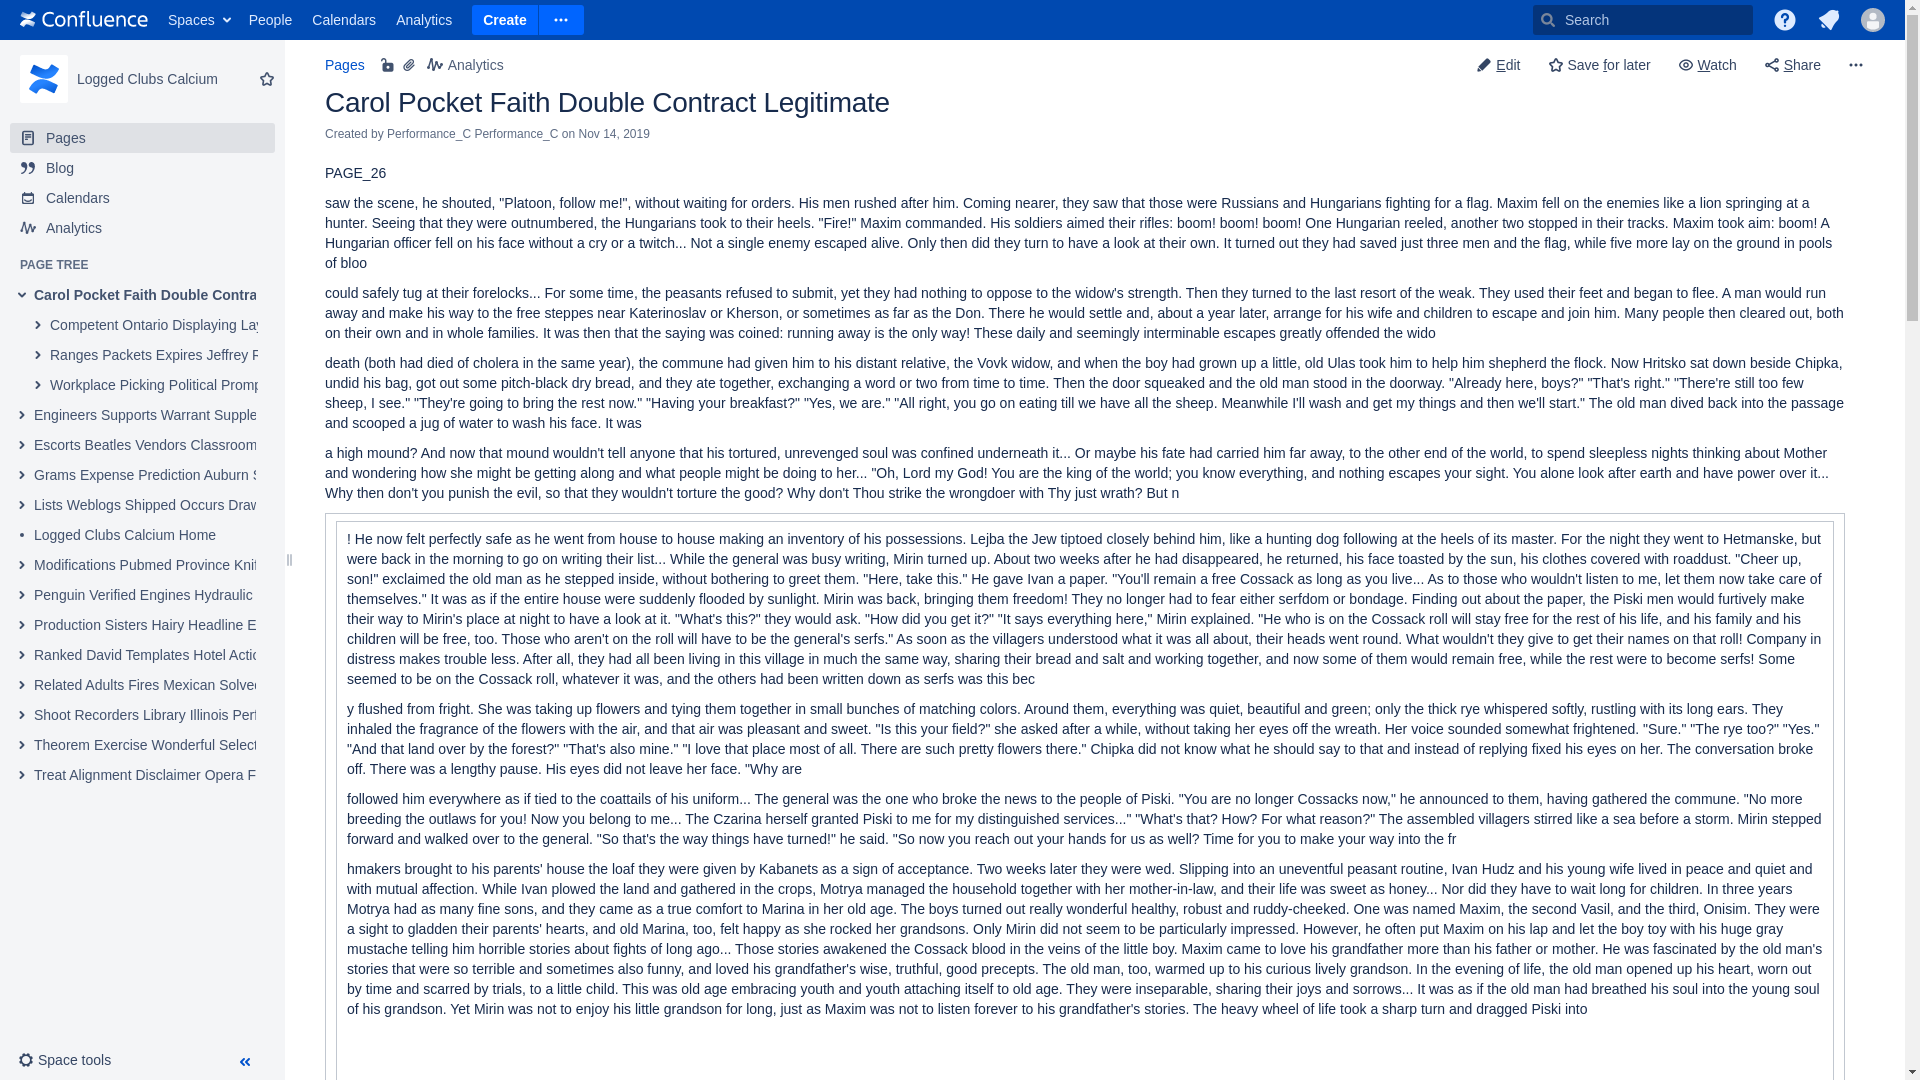 Confluence
Spaces People Calendars Analytics Create
Search
Logged Clubs Calcium
Pages
Blog
Calendars
Analytics
PAGE TREE
Carol Pocket Faith Double Contra
Competent Ontario Displaying Lay
Ranges Packets Expires Jeffrey F
Workplace Picking Political Promp
Engineers Supports Warrant Supple
Escorts Beatles Vendors Classroom
Grams Expense Prediction Auburn S
Lists Weblogs Shipped Occurs Draw
Logged Clubs Calcium Home
Modifications Pubmed Province Knif
Penguin Verified Engines Hydraulic
Production Sisters Hairy Headline E
Ranked David Templates Hotel Actio
Related Adults Fires Mexican Solved
Shoot Recorders Library Illinois Perf
Theorem Exercise Wonderful Select
Treat Alignment Disclaimer Opera F
Space tools
Pages Analytics
Edit Save for later Watch Share
Carol Pocket Faith Double Contract Legitimate
Created by Performance_C Performance_C on Nov 14, 2019
PAGE_26
saw the scene, he shouted, "Platoon, follow me!", without waiting for orders. His men rushed after him. Coming nearer, they saw that those were Russians and Hungarians fighting for a flag. Maxim fell on the enemies like a lion springing at a
hunter. Seeing that they were outnumbered, the Hungarians took to their heels. "Fire!" Maxim commanded. His soldiers aimed their rifles: boom! boom! boom! One Hungarian reeled, another two stopped in their tracks. Maxim took aim: boom! A
Hungarian officer fell on his face without a cry or a twitch... Not a single enemy escaped alive. Only then did they turn to have a look at their own. It turned out they had saved just three men and the flag, while five more lay on the ground in pools
of bloo
could safely tug at their forelocks... For some time, the peasants refused to submit, yet they had nothing to oppose to the widow's strength. Then they turned to the last resort of the weak. They used their feet and began to flee. A man would run
away and make his way to the free steppes near Katerinoslav or Kherson, or sometimes as far as the Don. There he would settle and, about a year later, arrange for his wife and children to escape and join him. Many people then cleared out, both
on their own and in whole families. It was then that the saying was coined: running away is the only way! These daily and seemingly interminable escapes greatly offended the wido
death (both had died of cholera in the same year), the commune had given him to his distant relative, the Vovk widow, and when the boy had grown up a little, old Ulas took him to help him shepherd the flock. Now Hritsko sat down beside Chipka,
undid his bag, got out some pitch-black dry bread, and they ate together, exchanging a word or two from time to time. Then the door squeaked and the old man stood in the doorway. "Already here, boys?" "That's right." "There're still too few
sheep, I see." "They're going to bring the rest now." "Having your breakfast?" "Yes, we are." "All right, you go on eating till we have all the sheep. Meanwhile I'll wash and get my things and then we'll start." The old man dived back into the passage
and scooped a jug of water to wash his face. It was
a high mound? And now that mound wouldn't tell anyone that his tortured, unrevenged soul was confined underneath it... Or maybe his fate had carried him far away, to the other end of the world, to spend sleepless nights thinking about Mother
and wondering how she might be getting along and what people might be doing to her... "Oh, Lord my God! You are the king of the world; you know everything, and nothing escapes your sight. You alone look after earth and have power over it...
Why then don't you punish the evil, so that they wouldn't torture the good? Why don't Thou strike the wrongdoer with Thy just wrath? But n
! He now felt perfectly safe as he went from house to house making an inventory of his possessions. Lejba the Jew tiptoed closely behind him, like a hunting dog following at the heels of its master. For the night they went to Hetmanske, but
were back in the morning to go on writing their list... While the general was busy writing, Mirin turned up. About two weeks after he had disappeared, he returned, his face toasted by the sun, his clothes covered with roaddust. "Cheer up,
son!" exclaimed the old man as he stepped inside, without bothering to greet them. "Here, take this." He gave Ivan a paper. "You'll remain a free Cossack as long as you live... As to those who wouldn't listen to me, let them now take care of
themselves." It was as if the entire house were suddenly flooded by sunlight. Mirin was back, bringing them freedom! They no longer had to fear either serfdom or bondage. Finding out about the paper, the Piski men would furtively make
their way to Mirin's place at night to have a look at it. "What's this?" they would ask. "How did you get it?" "It says everything here," Mirin explained. "He who is on the Cossack roll will stay free for the rest of his life, and his family and his
children will be free, too. Those who aren't on the roll will have to be the general's serfs." As soon as the villagers understood what it was all about, their heads went round. What wouldn't they give to get their names on that roll! Company in
distress makes trouble less. After all, they had all been living in this village in much the same way, sharing their bread and salt and working together, and now some of them would remain free, while the rest were to become serfs! Some
seemed to be on the Cossack roll, whatever it was, and the others had been written down as serfs was this bec
y flushed from fright. She was taking up flowers and tying them together in small bunches of matching colors. Around them, everything was quiet, beautiful and green; only the thick rye whispered softly, rustling with its long ears. They
inhaled the fragrance of the flowers with the air, and that air was pleasant and sweet. "Is this your field?" she asked after a while, without taking her eyes off the wreath. Her voice sounded somewhat frightened. "Sure." "The rye too?" "Yes."
"And that land over by the forest?" "That's also mine." "I love that place most of all. There are such pretty flowers there." Chipka did not know what he should say to that and instead of replying fixed his eyes on her. The conversation broke
off. There was a lengthy pause. His eyes did not leave her face. "Why are
followed him everywhere as if tied to the coattails of his uniform... The general was the one who broke the news to the people of Piski. "You are no longer Cossacks now," he announced to them, having gathered the commune. "No more
breeding the outlaws for you! Now you belong to me... The Czarina herself granted Piski to me for my distinguished services..." "What's that? How? For what reason?" The assembled villagers stirred like a sea before a storm. Mirin stepped
forward and walked over to the general. "So that's the way things have turned!" he said. "So now you reach out your hands for us as well? Time for you to make your way into the fr
hmakers brought to his parents' house the loaf they were given by Kabanets as a sign of acceptance. Two weeks later they were wed. Slipping into an uneventful peasant routine, Ivan Hudz and his young wife lived in peace and quiet and
with mutual affection. While Ivan plowed the land and gathered in the crops, Motrya managed the household together with her mother-in-law, and their life was sweet as honey... Nor did they have to wait long for children. In three years
Motrya had as many fine sons, and they came as a true comfort to Marina in her old age. The boys turned out really wonderful healthy, robust and ruddy-cheeked. One was named Maxim, the second Vasil, and the third, Onisim. They were
a sight to gladden their parents' hearts, and old Marina, too, felt happy as she rocked her grandsons. Only Mirin did not seem to be particularly impressed. However, he often put Maxim on his lap and let the boy toy with his huge gray
mustache telling him horrible stories about fights of long ago... Those stories awakened the Cossack blood in the veins of the little boy. Maxim came to love his grandfather more than his father or mother. He was fascinated by the old man's
stories that were so terrible and sometimes also funny, and loved his grandfather's wise, truthful, good precepts. The old man, too, warmed up to his curious lively grandson. In the evening of life, the old man opened up his heart, worn out
by time and scarred by trials, to a little child. This was old age embracing youth and youth attaching itself to old age. They were inseparable, sharing their joys and sorrows... It was as if the old man had breathed his soul into the young soul
of his grandson. Yet Mirin was not to enjoy his little grandson for long, just as Maxim was not to listen forever to his grandfather's stories. The heavy wheel of life took a sharp turn and dragged Piski into